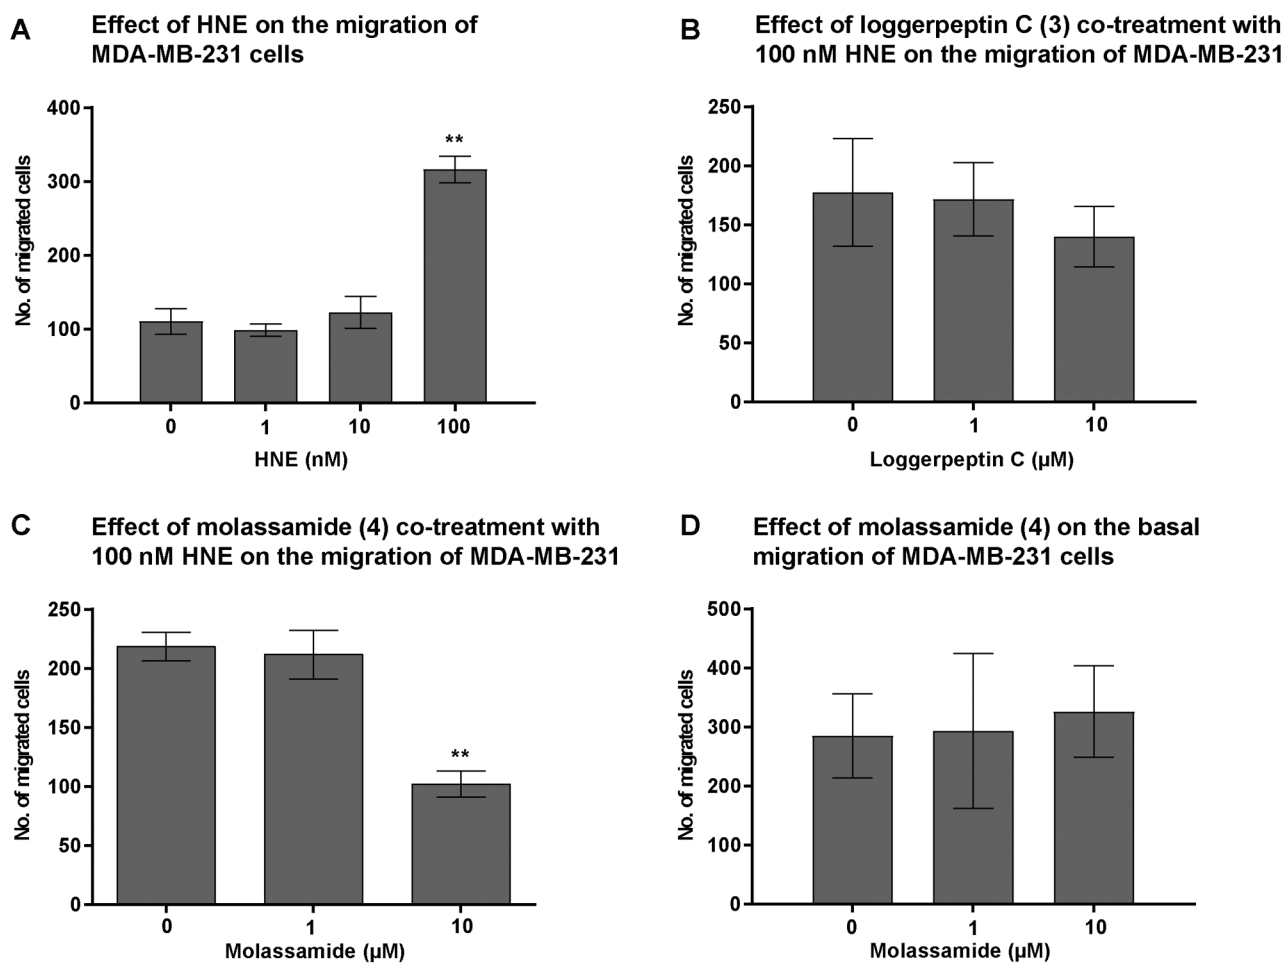 A
Effect of HNE on the migration of
MDA-MB-231 cells
400
300
200
100
0
No. of migrated cells
**
0 1 10 100
HNE (nM)
B
Effect of loggerpeptin C (3) co-treatment with
100 nM HNE on the migration of MDA-MB-231
250
200
150
100
50
0
No. of migrated cells
0 1 10
Loggerpeptin C (µM)
C
Effect of molassamide (4) co-treatment with
100 nM HNE on the migration of MDA-MB-231
250
200
150
100
50
0
No. of migrated cells
**
0 1 10
Molassamide (µM)
D
Effect of molassamide (4) on the basal
migration of MDA-MB-231 cells
500
400
300
200
100
0
No. of migrated cells
0 1 10
Molassamide (µM)